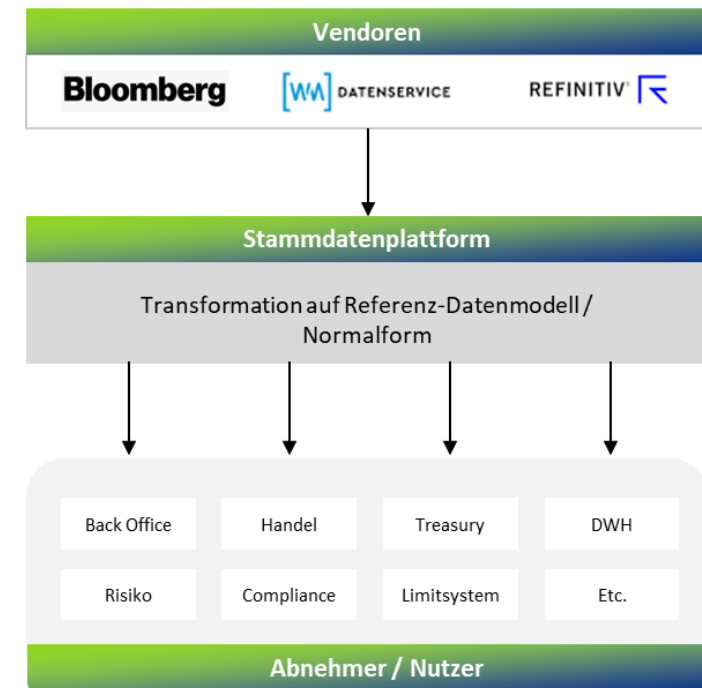 Vendoren
Bloomberg
WM DATENSERVICE
REFINITIV
Stammdatenplattform
Transformation auf Referenz-Datenmodell /
Normalform
Back Office Handel Treasury DWH
Risiko Compliance Limitsystem Etc.
Abnehmer / Nutzer